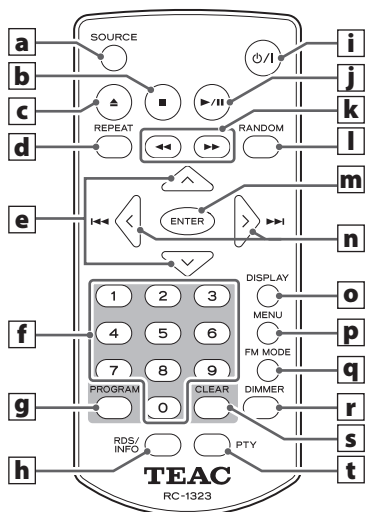 SOURCE
a
i
⏻/I
b
■
▶/II
j
c
▲
k
REPEAT
RANDOM
d
◀◀
▶▶
l
m
e
I◀◀
ENTER
▶▶I
n
DISPLAY
1
2
3
o
MENU
f
4
5
6
p
FM MODE
7
8
9
q
PROGRAM
CLEAR
DIMMER
g
0
r
s
h
RDS/
INFO
PTY
t
TEAC
RC-1323